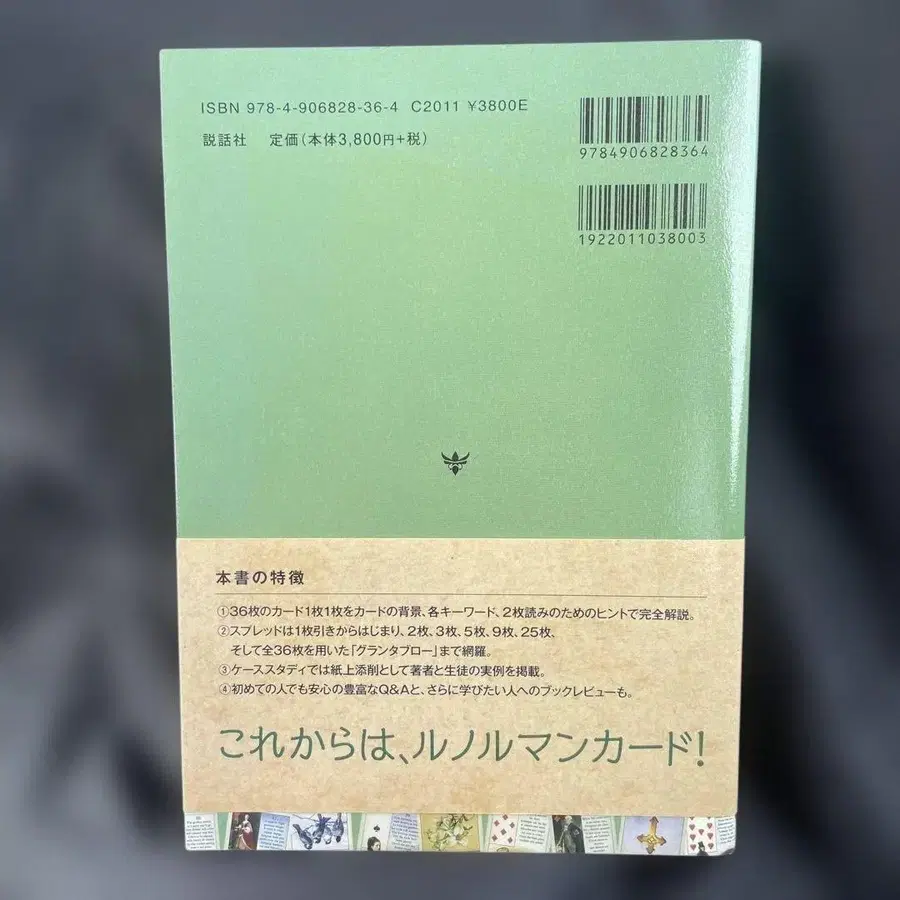 ISBN 978-4-906828-36-4 C2011 ¥3800E
説話社 定価(本体3,800円+税)
9784906828364
1922011038003
本書の特徴
①36枚のカード1枚1枚をカードの背景、各キーワード、2枚読みのためのヒントで完全解説。
②スプレッドは1枚引きからはじまり、2枚、3枚、5枚、9枚、25枚、
そして全36枚を用いた「グランタブロー」まで網羅。
③ケーススタディでは紙上添削として著者と生徒の実例を掲載。
④初めての人でも安心の豊富なQ&Aと、さらに学びたい人へのブックレビューも。
これからは、ルノルマンカード!